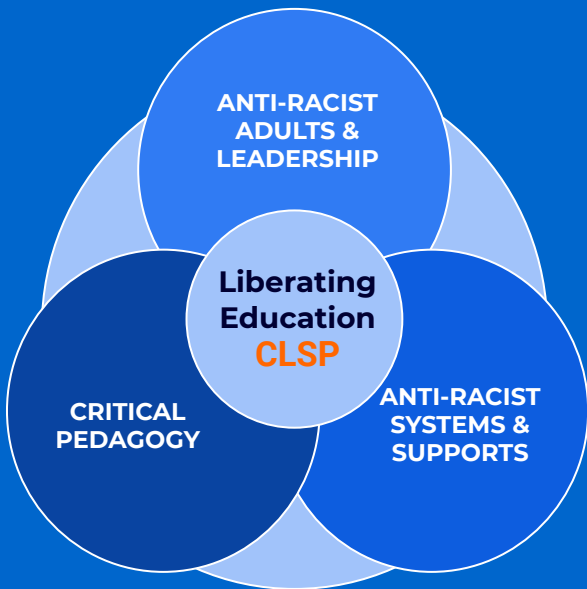 ANTI-RACIST
ADULTS &
LEADERSHIP
Liberating
Education
CLSP
CRITICAL
PEDAGOGY
ANTI-RACIST
SYSTEMS &
SUPPORTS